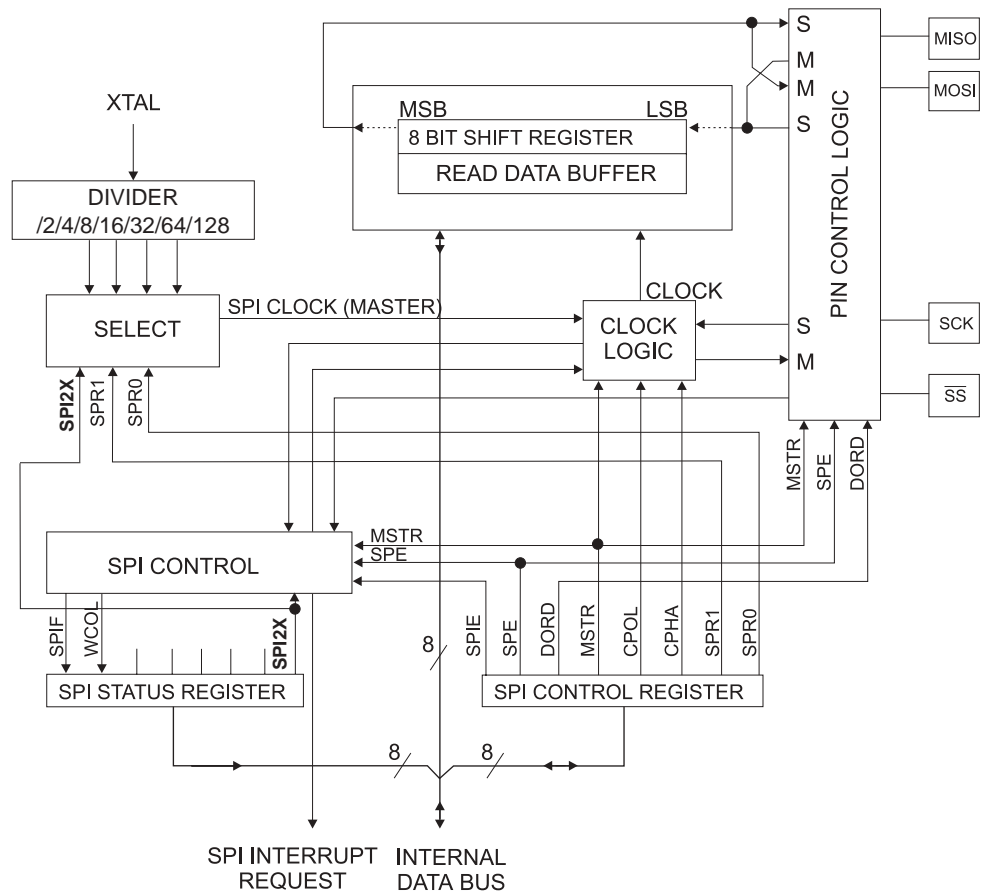 S
MISO
M
M
MOSI
XTAL
MSB
LSB
S
8 BIT SHIFT REGISTER
READ DATA BUFFER
DIVIDER
/2/4/8/16/32/64/128
PIN CONTROL LOGIC
SPI CLOCK (MASTER)
CLOCK
SELECT
CLOCK
LOGIC
S
SCK
M
SPI2X
SPR1
SPR0
SS
MSTR
SPE
DORD
MSTR
SPE
SPI CONTROL
SPIF
WCOL
SPI2X
8
SPIE
SPE
DORD
MSTR
CPOL
CPHA
SPR1
SPR0
SPI STATUS REGISTER
SPI CONTROL REGISTER
8
8
SPI INTERRUPT
REQUEST
INTERNAL
DATA BUS